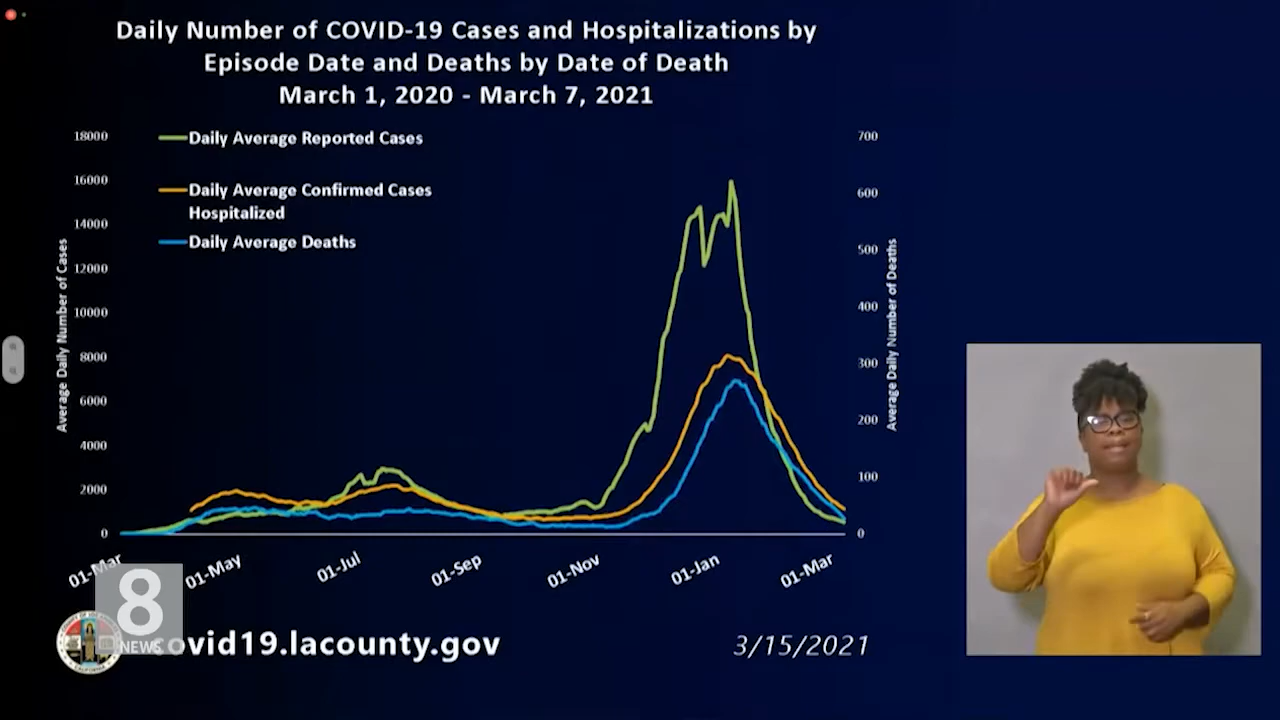 Daily Number of COVID-19 Cases and Hospitalizations by
Episode Date and Deaths by Date of Death
March 1, 2020 - March 7, 2021
18000
16000
14000
12000
10000
8000
6000
4000
2000
0
Average Daily Number of Cases
Daily Average Reported Cases
Daily Average Confirmed Cases
Hospitalized
Daily Average Deaths
700
600
500
400
300
200
100
0
Average Daily Number of Deaths
01-Mar
01-May
01-Jul
01-Sep
01-Nov
01-Jan
01-Mar
8
NEWS
covid19.lacounty.gov
3/15/2021